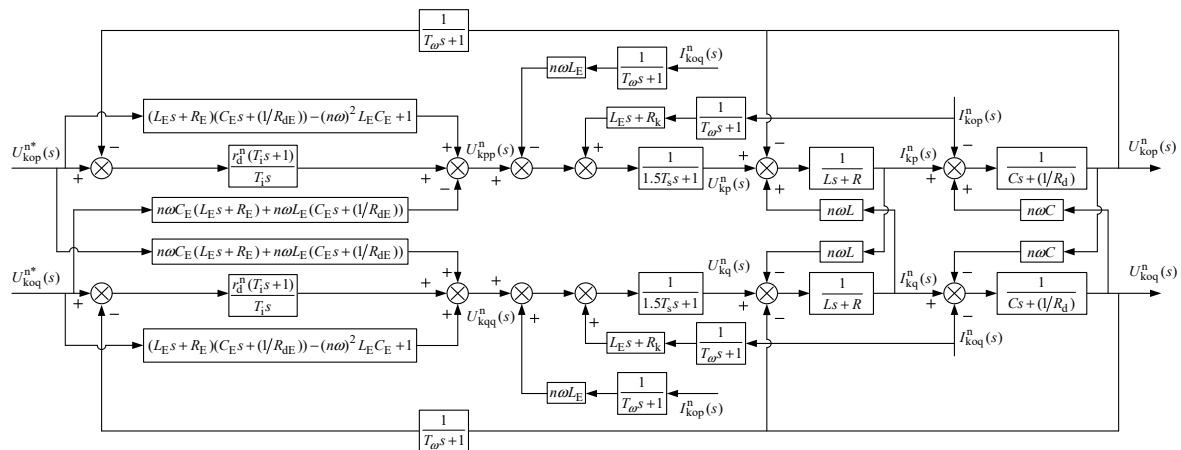 1/(T_ω s+1)
I^n_koq(s)
nωL_E
1/(T_ω s+1)
(L_E s+R_E)(C_E s+(1/R_dE))−(nω)^2 L_E C_E+1
L_E s+R_k
1/(T_ω s+1)
I^n_kop(s)
U^n*_kop(s)
r^n_d(T_i s+1)/(T_i s)
U^n_kpp(s)
1/(1.5T_s s+1)
U^n_kp(s)
1/(Ls+R)
I^n_kp(s)
1/(Cs+(1/R_d))
U^n_kop(s)
nωC_E(L_E s+R_E)+nωL_E(C_E s+(1/R_dE))
nωL
nωC
nωC_E(L_E s+R_E)+nωL_E(C_E s+(1/R_dE))
nωL
nωC
U^n*_koq(s)
r^n_d(T_i s+1)/(T_i s)
U^n_kqq(s)
1/(1.5T_s s+1)
U^n_kq(s)
1/(Ls+R)
I^n_kq(s)
1/(Cs+(1/R_d))
U^n_koq(s)
(L_E s+R_E)(C_E s+(1/R_dE))−(nω)^2 L_E C_E+1
L_E s+R_k
1/(T_ω s+1)
I^n_koq(s)
nωL_E
1/(T_ω s+1)
I^n_kop(s)
1/(T_ω s+1)